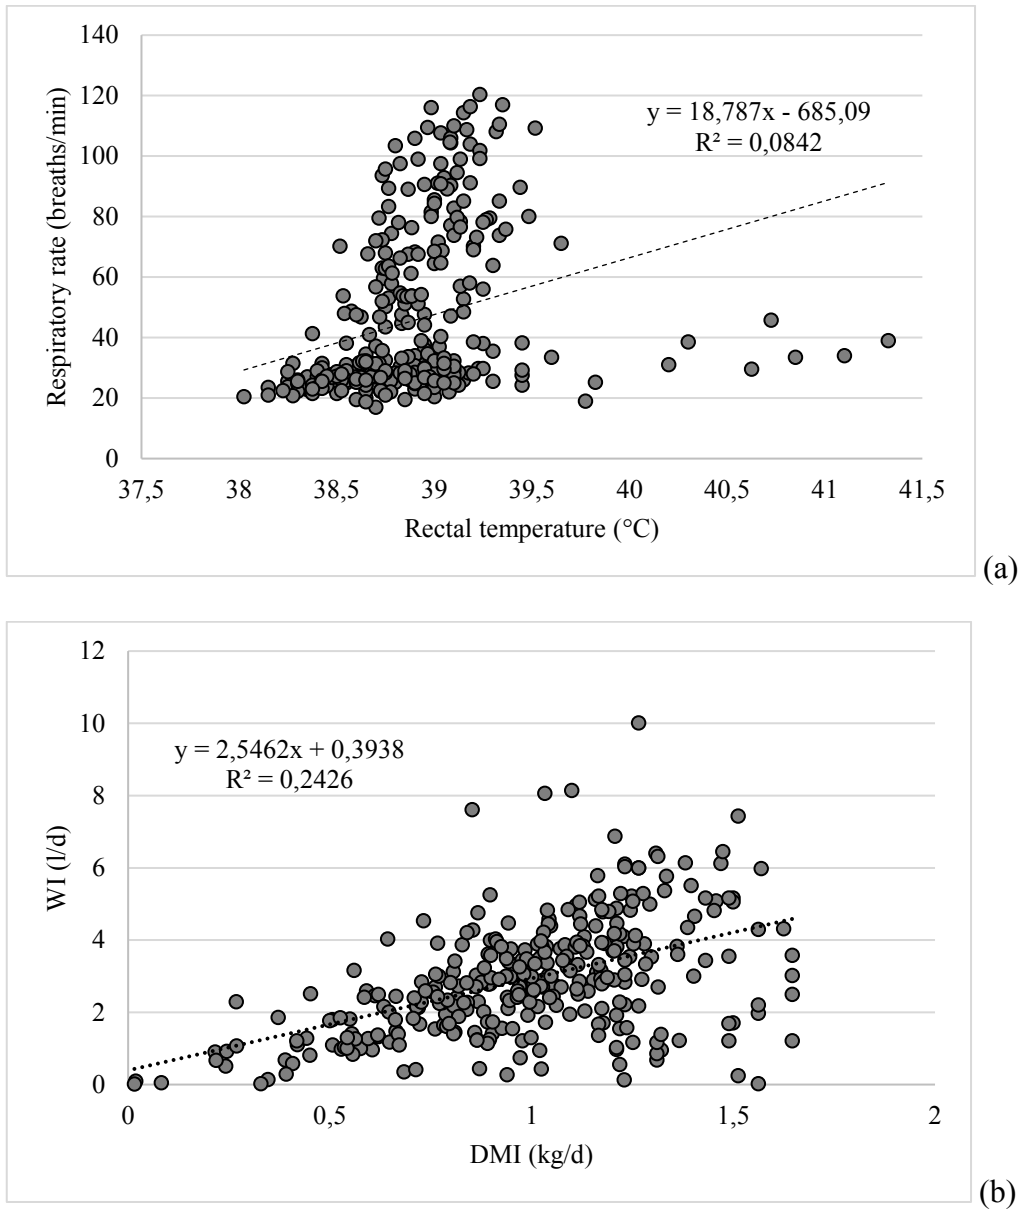 140
120
100
80
60
40
20
0
Respiratory rate (breaths/min)
y = 18,787x - 685,09
R² = 0,0842
37,5 38 38,5 39 39,5 40 40,5 41 41,5
Rectal temperature (°C)
(a)
12
10
8
6
4
2
0
WI (l/d)
y = 2,5462x + 0,3938
R² = 0,2426
0 0,5 1 1,5 2
DMI (kg/d)
(b)